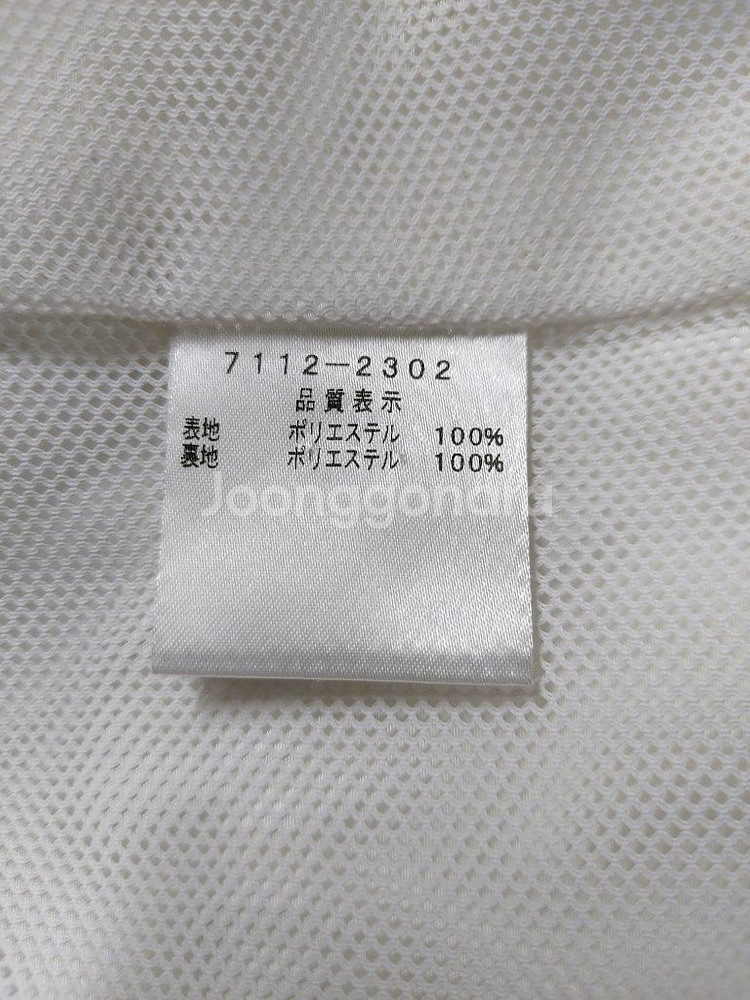 7112-2302
品質表示
表地 ポリエステル 100%
裏地 ポリエステル 100%
Joonggonara